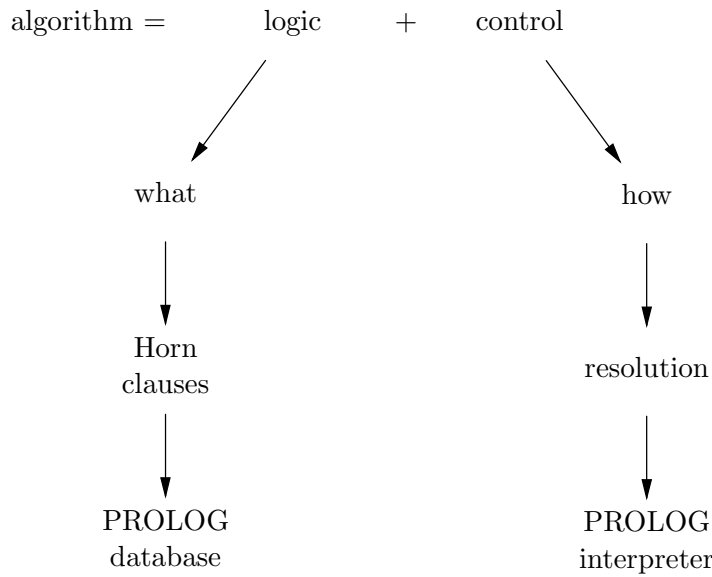 algorithm = logic + control
what how
Horn
clauses
resolution
PROLOG
database
PROLOG
interpreter